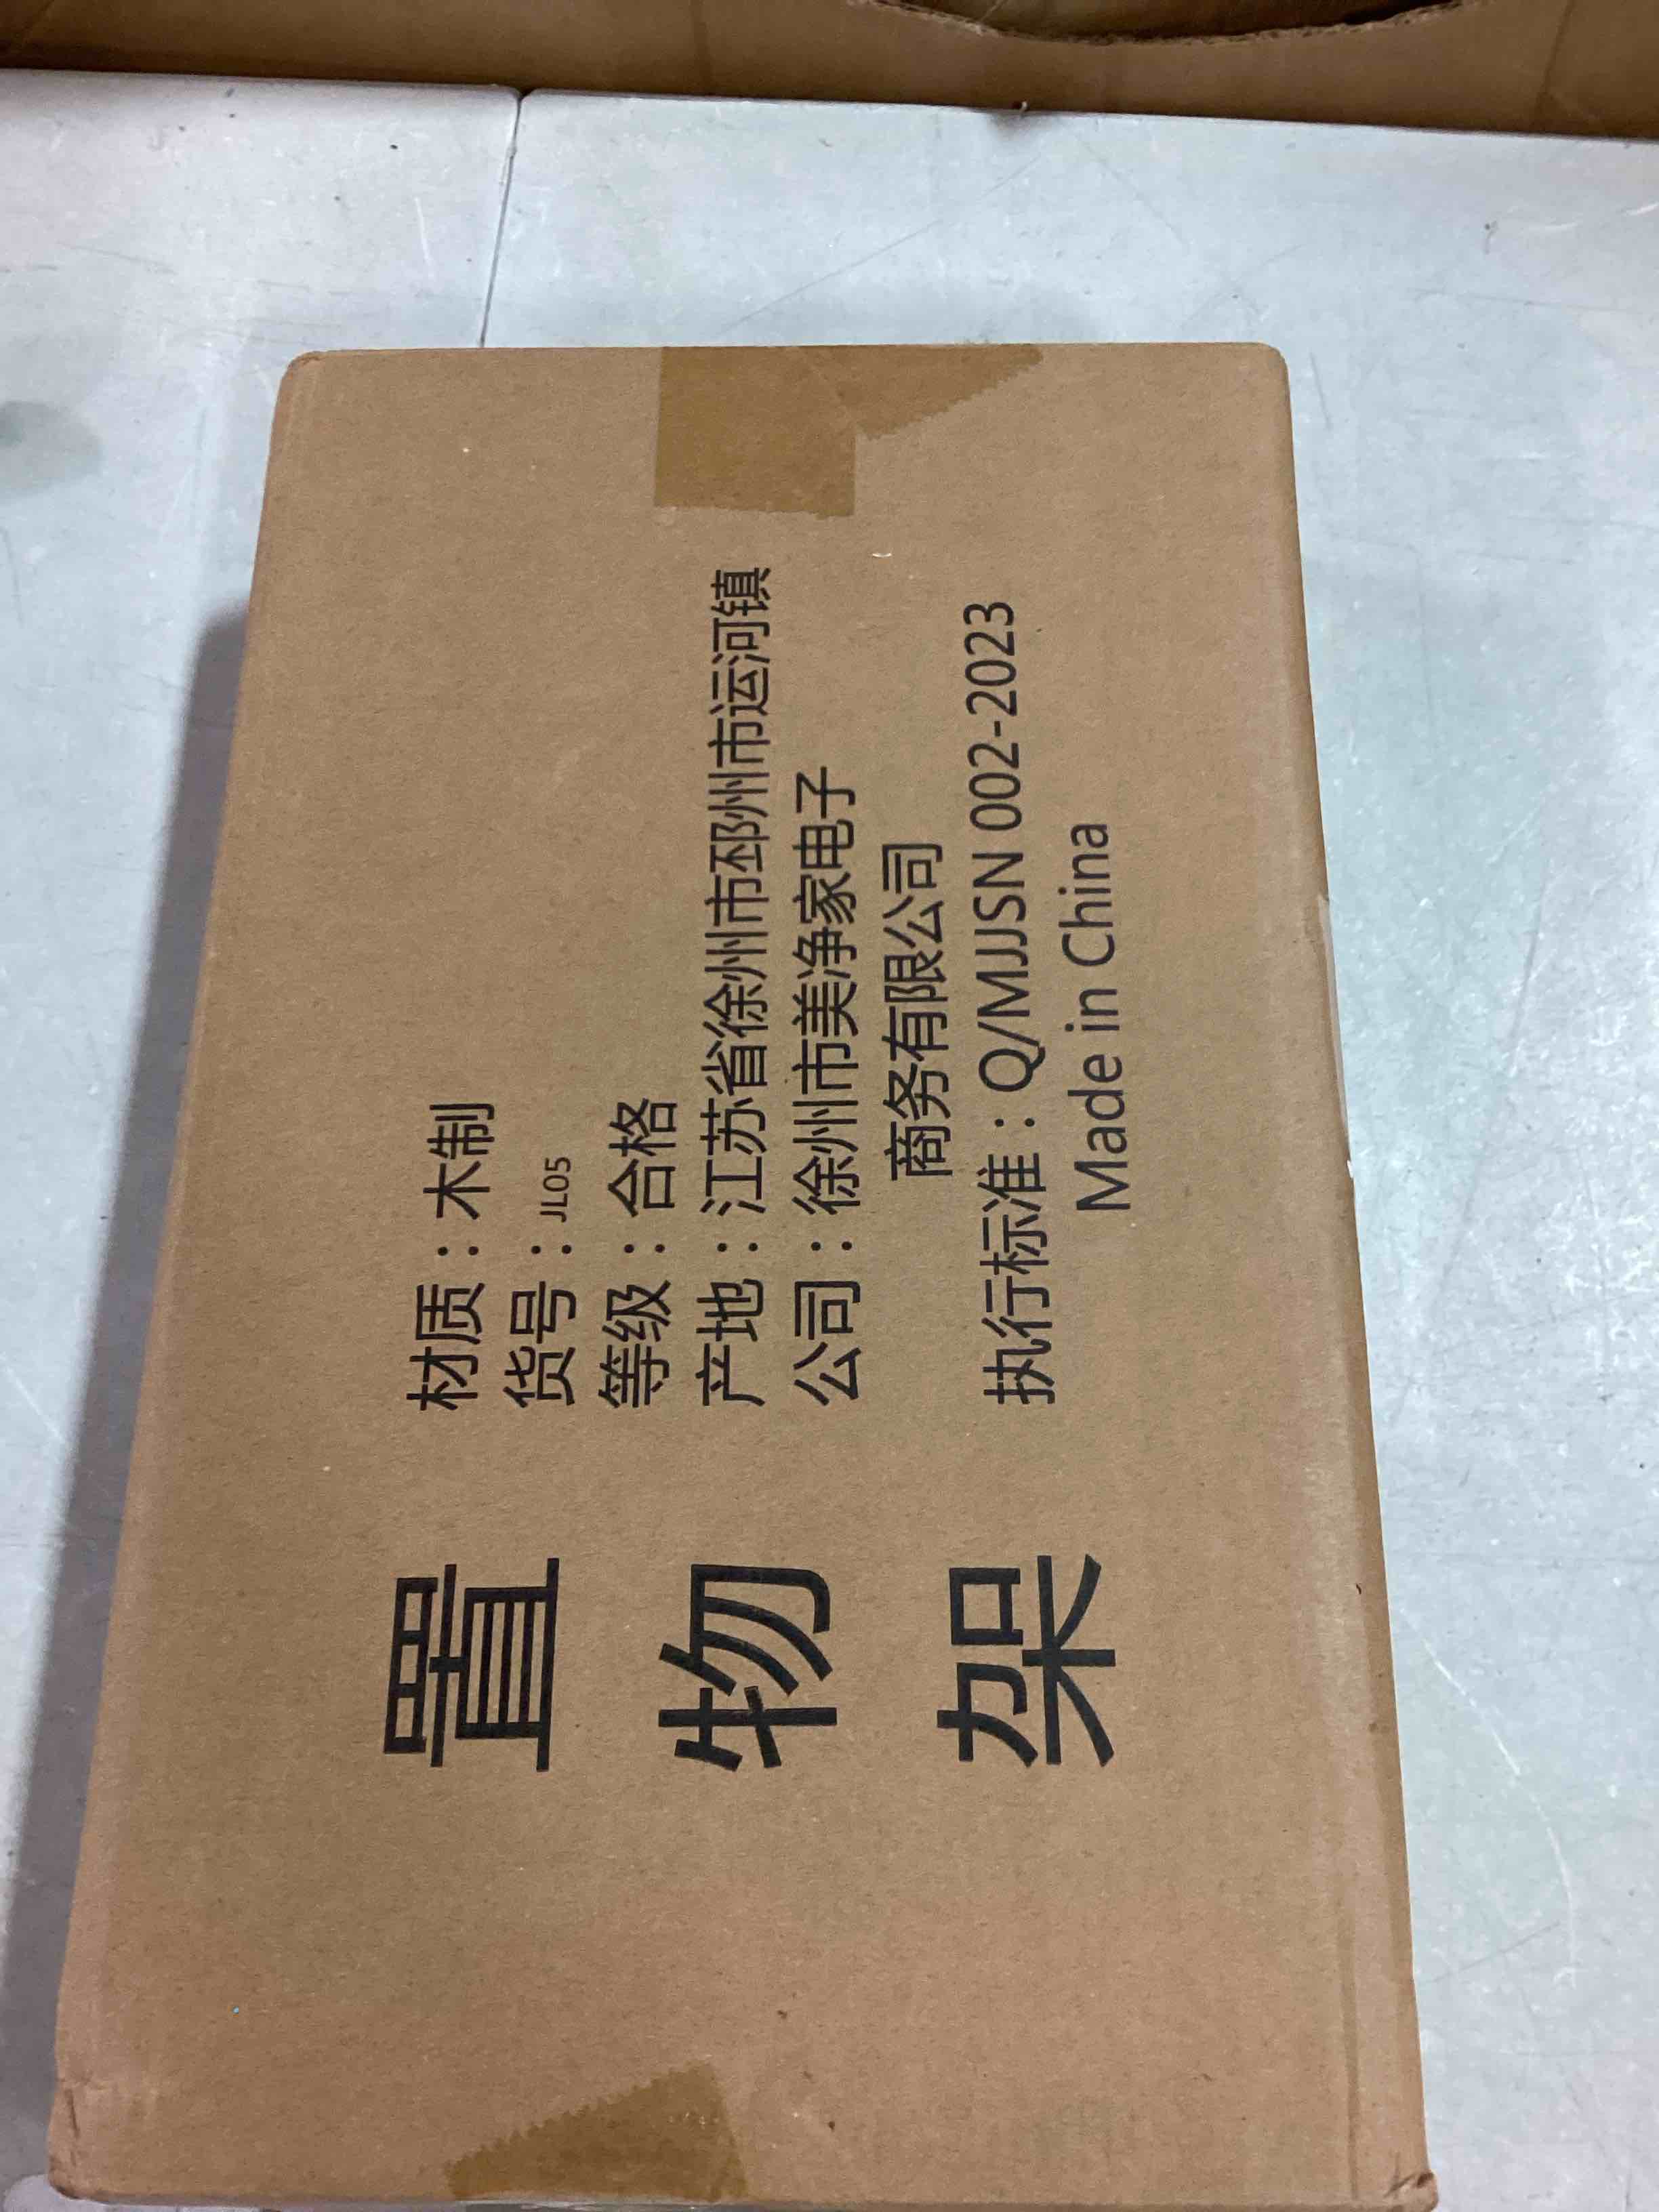 置物架
材质：木制
货号：JL05
等级：合格
产地：江苏省徐州市邳州市运河镇
公司：徐州市美净家电子
商务有限公司
执行标准：Q/MJJSN 002-2023
Made in China